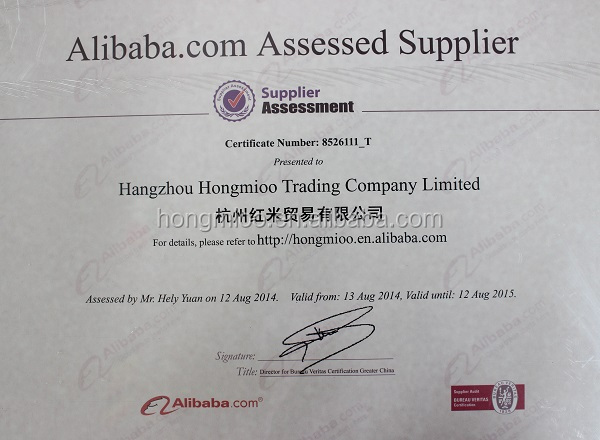 Alibaba.com Assessed Supplier
Supplier
Assessment
Certificate Number: 8526111_T
Presented to
Hangzhou Hongmioo Trading Company Limited
杭州红米贸易有限公司
hongmioo.en.alibaba.com
For details, please refer to http://hongmioo.en.alibaba.com
Assessed by Mr. Hely Yuan on 12 Aug 2014. Valid from: 13 Aug 2014, Valid until: 12 Aug 2015.
Signature:
Title: Director for Bureau Veritas Certification Greater China
Alibaba.com®
Supplier Audit
BUREAU VERITAS
Certification